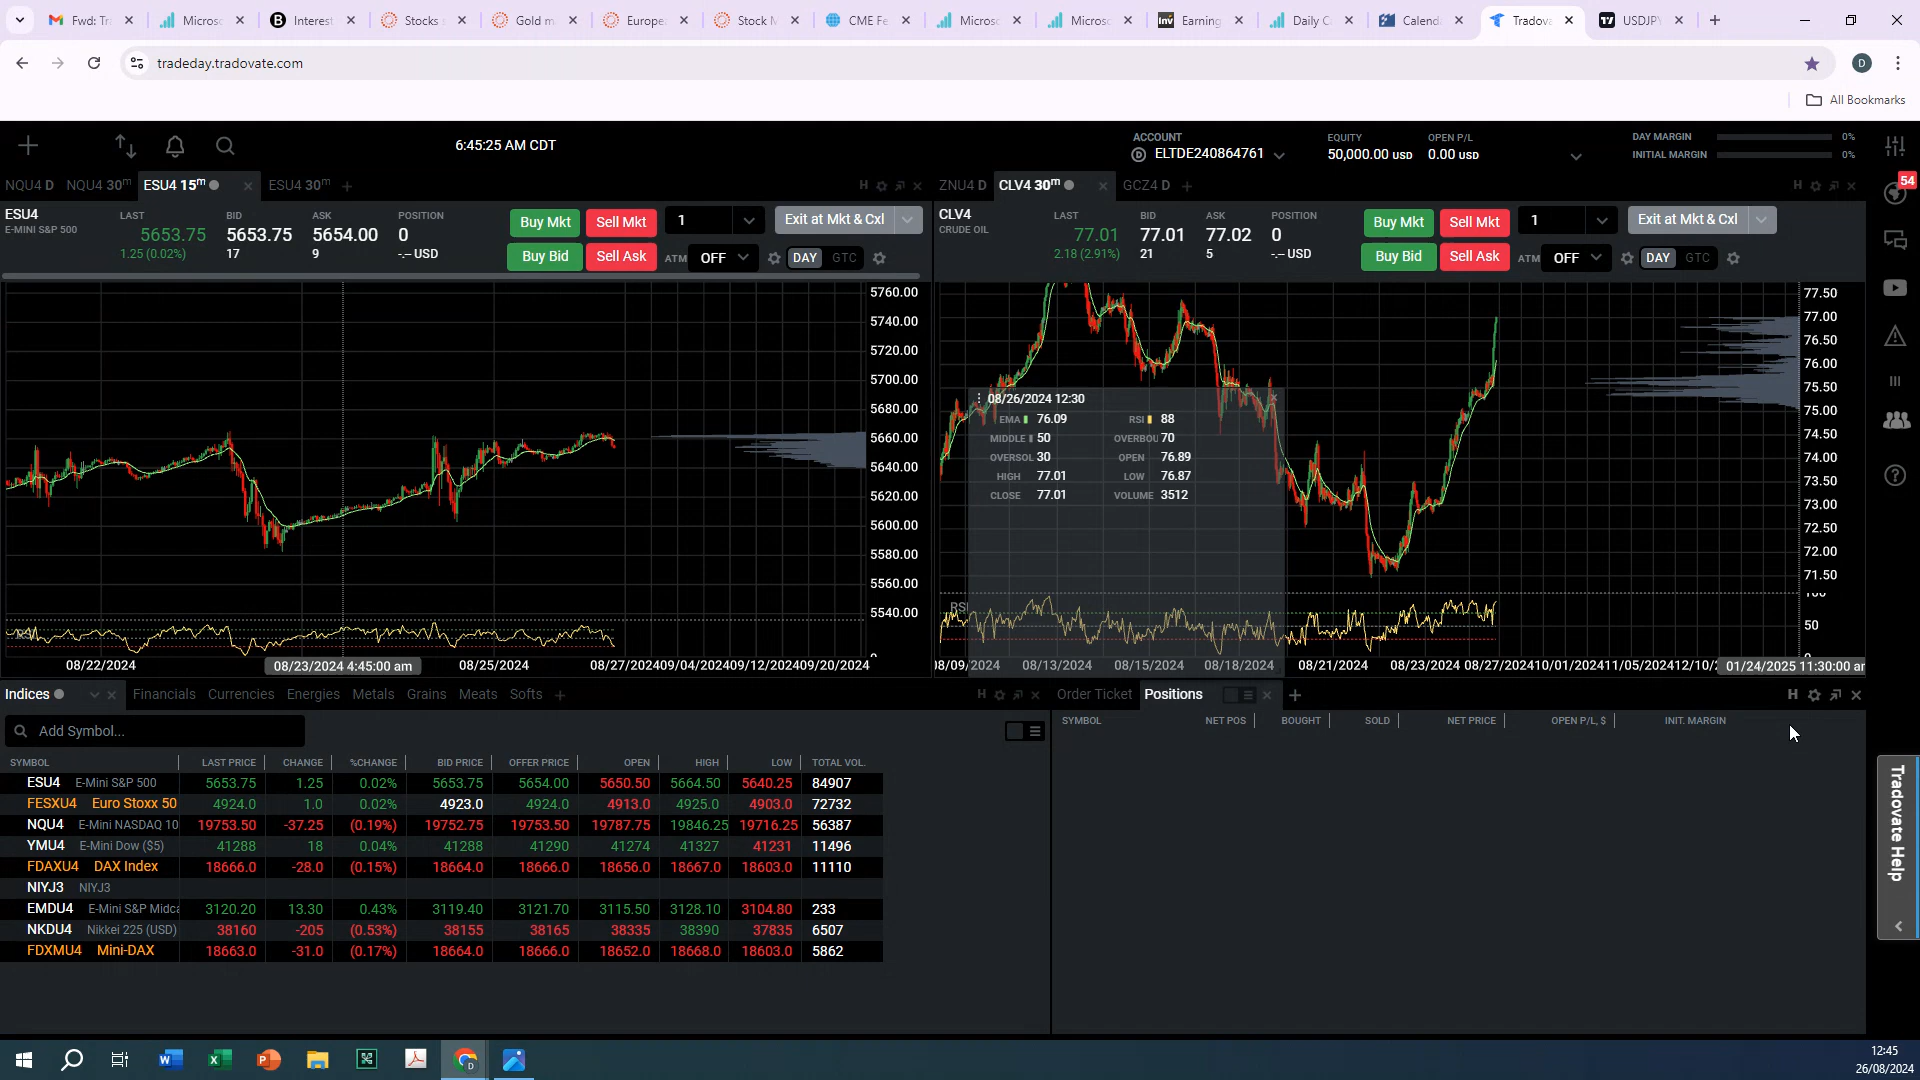 Fwd: Tr
Micros
Interest
Stocks
Gold m
Europe
Stock M
CME Fe
Micros
Micros
Earning
Daily C
Calend
Tradova
USDJP
tradeday.tradovate.com
D
All Bookmarks
6:45:25 AM CDT
ACCOUNT
ELTDE240864761
EQUITY
50,000.00 USD
OPEN P/L
0.00 USD
DAY MARGIN 0%
INITIAL MARGIN 0%
54
NQU4 D NQU4 30m ESU4 15m ESU4 30m
H
ESU4
E-MINI S&P 500
LAST
5653.75
1.25 (0.02%)
BID
5653.75
17
ASK
5654.00
9
POSITION
0
-.-- USD
Buy Mkt Sell Mkt 1 Exit at Mkt & Cxl
Buy Bid Sell Ask ATM OFF DAY GTC
5760.00
5740.00
5720.00
5700.00
5680.00
5660.00
5640.00
5620.00
5600.00
5580.00
5560.00
5540.00
08/22/2024 08/23/2024 4:45:00 am 08/25/2024 08/27/2024 09/04/2024 09/12/2024 09/20/2024
ZNU4 D CLV4 30m GCZ4 D
H
CLV4
CRUDE OIL
LAST
77.01
2.18 (2.91%)
BID
77.01
21
ASK
77.02
5
POSITION
0
-.-- USD
Buy Mkt Sell Mkt 1 Exit at Mkt & Cxl
Buy Bid Sell Ask ATM OFF DAY GTC
08/26/2024 12:30
EMA 76.09 RSI 88
MIDDLE 50 OVERBOU 70
OVERSOL 30 OPEN 76.89
HIGH 77.01 LOW 76.87
CLOSE 77.01 VOLUME 3512
77.50
77.00
76.50
76.00
75.50
75.00
74.50
74.00
73.50
73.00
72.50
72.00
71.50
100
RSI
50
0
8/09/2024 08/13/2024 08/15/2024 08/18/2024 08/21/2024 08/23/2024 08/27/2024 10/01/2024 11/05/2024 12/10/2 01/24/2025 11:30:00 am
Indices Financials Currencies Energies Metals Grains Meats Softs
H
Add Symbol...
SYMBOL LAST PRICE CHANGE %CHANGE BID PRICE OFFER PRICE OPEN HIGH LOW TOTAL VOL.
ESU4 E-Mini S&P 500 5653.75 1.25 0.02% 5653.75 5654.00 5650.50 5664.50 5640.25 84907
FESXU4 Euro Stoxx 50 4924.0 1.0 0.02% 4923.0 4924.0 4913.0 4925.0 4903.0 72732
NQU4 E-Mini NASDAQ 10 19753.50 -37.25 (0.19%) 19752.75 19753.50 19787.75 19846.25 19716.25 56387
YMU4 E-Mini Dow ($5) 41288 18 0.04% 41288 41290 41274 41327 41231 11496
FDAXU4 DAX Index 18666.0 -28.0 (0.15%) 18664.0 18666.0 18656.0 18667.0 18603.0 11110
NIYJ3 NIYJ3
EMDU4 E-Mini S&P Midca 3120.20 13.30 0.43% 3119.40 3121.70 3115.50 3128.10 3104.80 233
NKDU4 Nikkei 225 (USD) 38160 -205 (0.53%) 38155 38165 38335 38390 37835 6507
FDXMU4 Mini-DAX 18663.0 -31.0 (0.17%) 18664.0 18666.0 18652.0 18668.0 18603.0 5862
Order Ticket Positions
H
SYMBOL NET POS BOUGHT SOLD NET PRICE OPEN P/L, $ INIT. MARGIN
Tradovate Help
12:45
26/08/2024